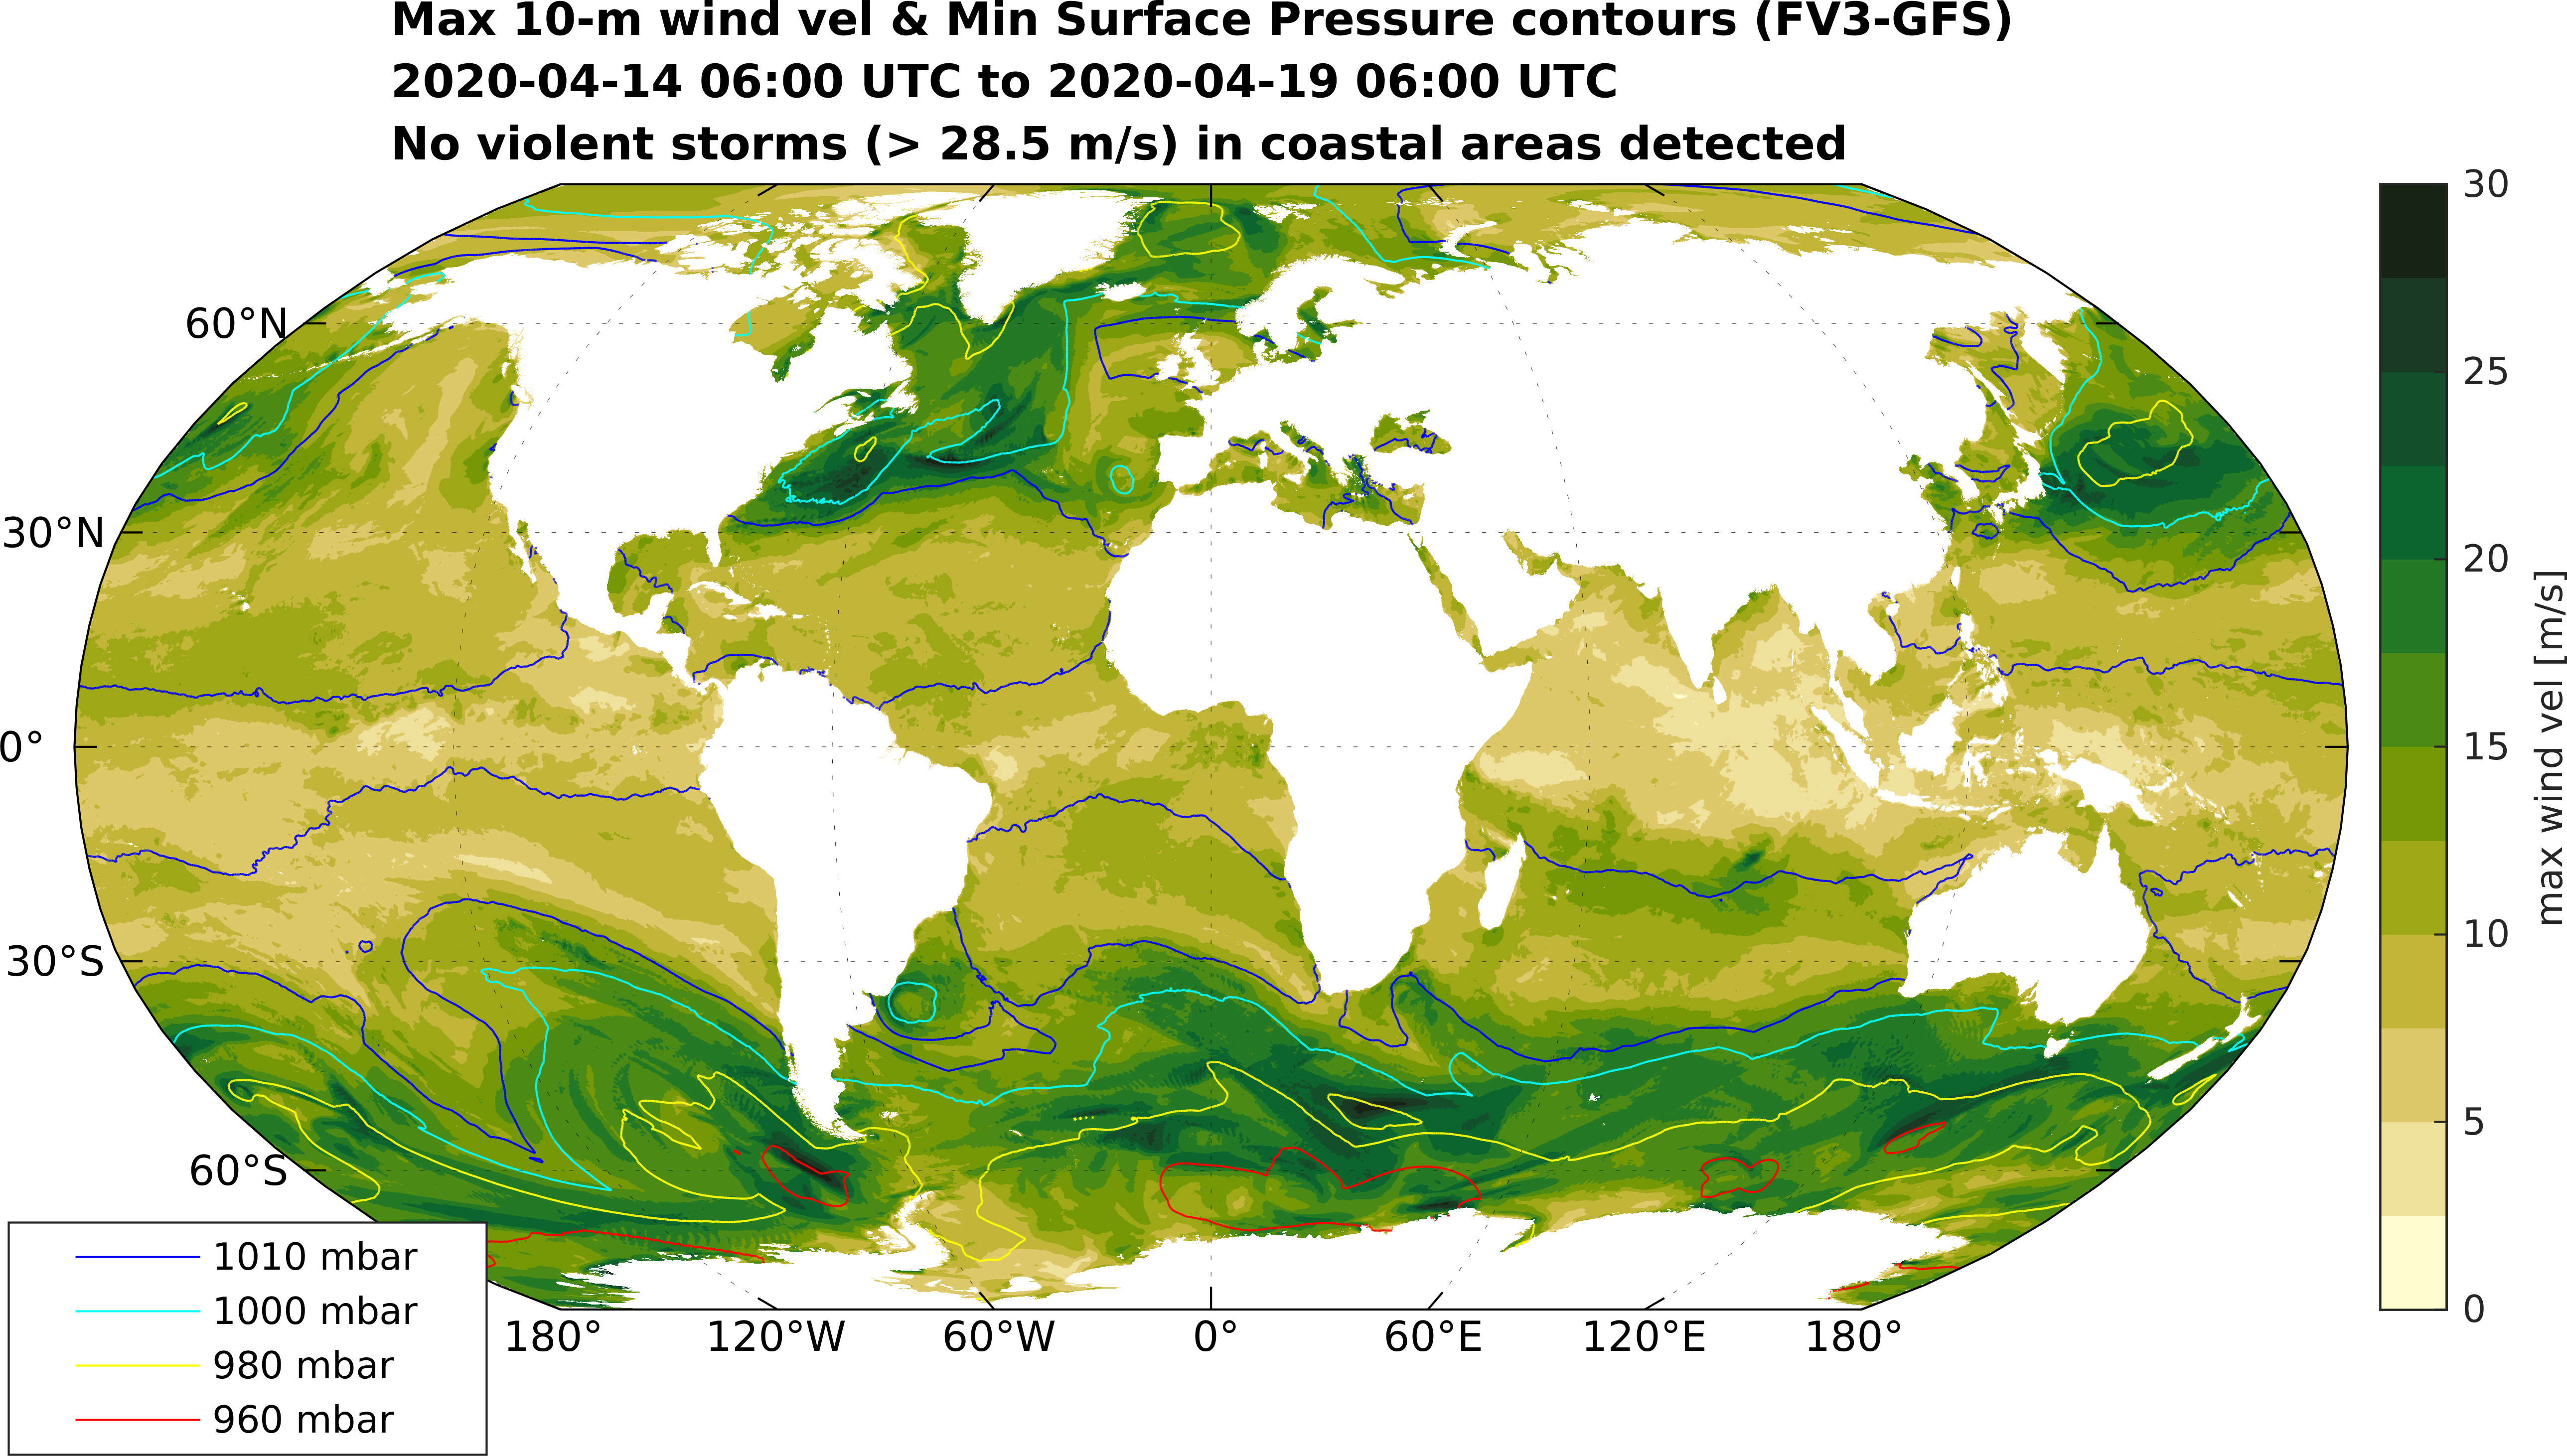 Max 10-m wind vel & Min Surface Pressure contours (FV3-GFS)
2020-04-14 06:00 UTC to 2020-04-19 06:00 UTC
No violent storms (> 28.5 m/s) in coastal areas detected
60°N
30°N
0°
30°S
60°S
180°
120°W
60°W
0°
60°E
120°E
180°
1010 mbar
1000 mbar
980 mbar
960 mbar
30
25
20
15
10
5
0
max wind vel [m/s]